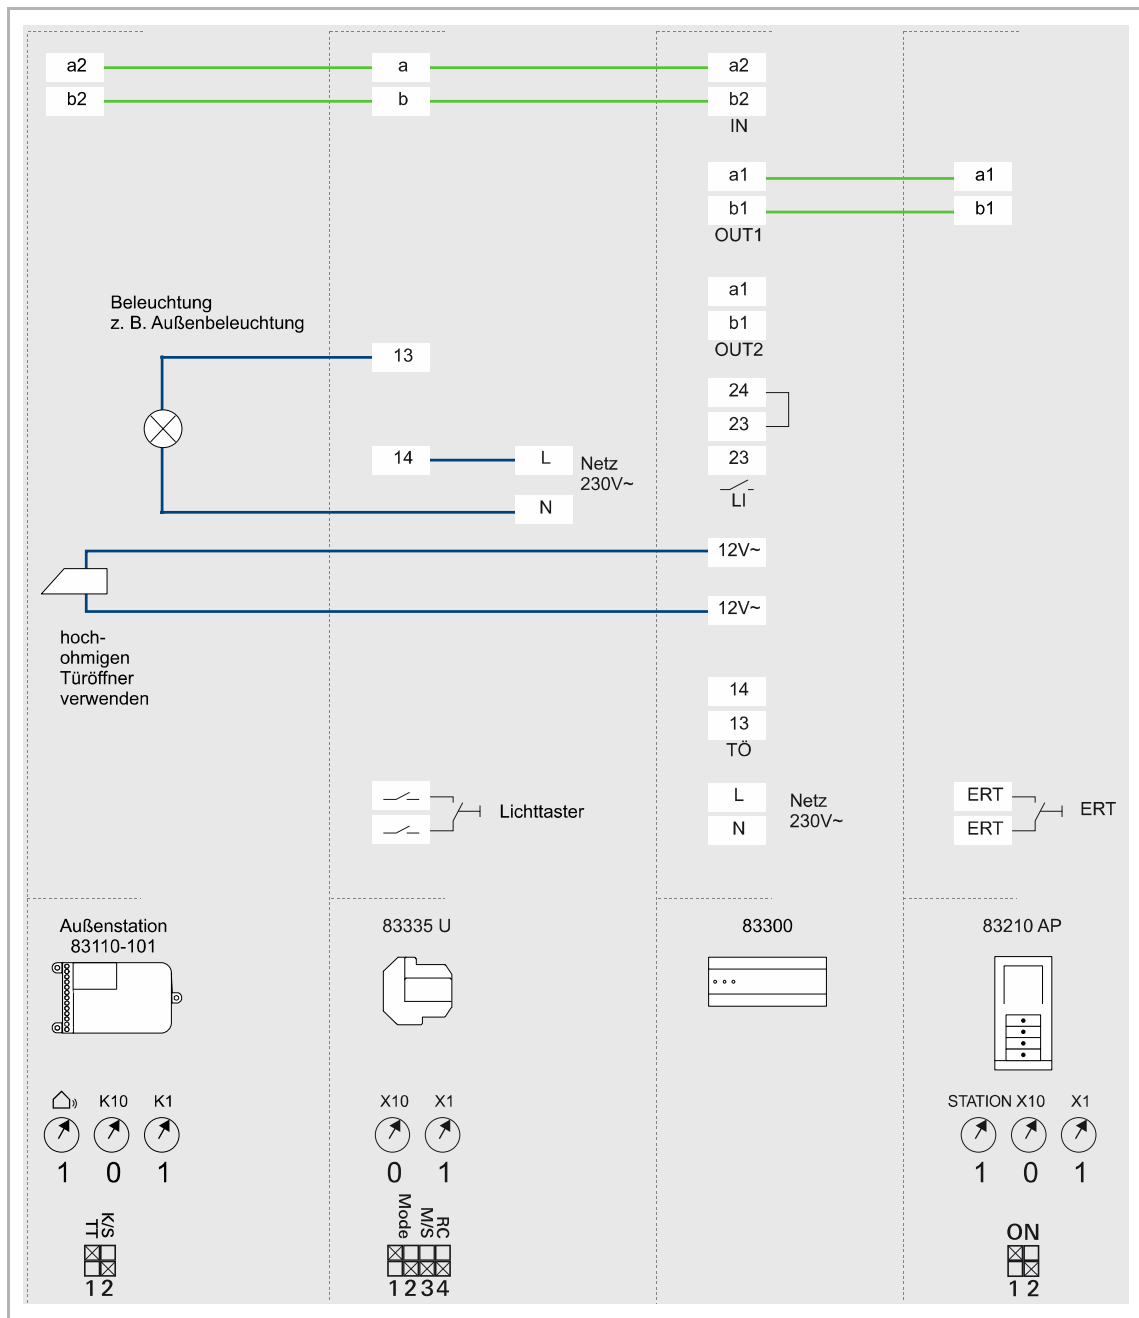 a2 a a2
b2 b b2
IN
a1 a1
b1 b1
OUT1
a1
b1
OUT2
Beleuchtung
z. B. Außenbeleuchtung
13
24
23
14 L Netz
230V~
23
LI
N
12V~
12V~
hoch-
ohmigen
Türöffner
verwenden
14
13
TÖ
Lichttaster
L Netz
N 230V~
ERT
ERT
ERT
Außenstation
83110-101
83335 U
83300
83210 AP
K10 K1
1 0 1
X10 X1
0 1
STATION X10 X1
1 0 1
TT K/S
1 2
Mode M/S RC
1 2 3 4
ON
1 2